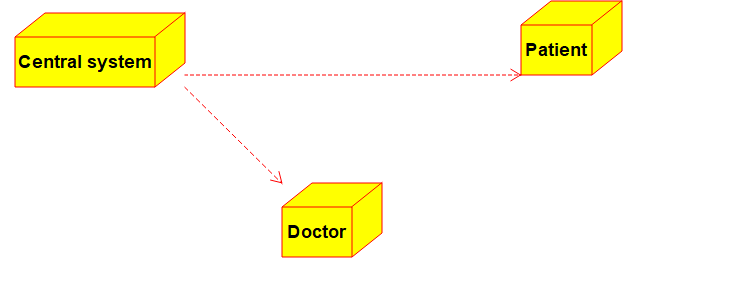 Central system
Patient
Doctor